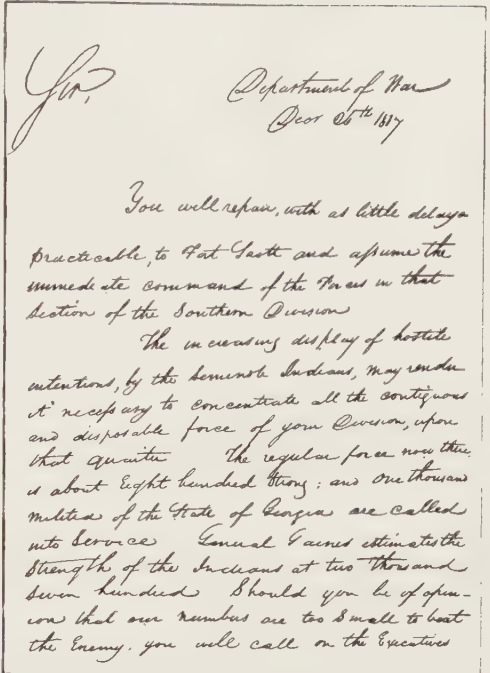 Sir,
Department of War
Decr 26th 1817
You will repair, with as little delay as
practicable, to Fort Scott and assume the
immediate command of the Forces in that
Section of the Southern Division
The increasing display of hostile
intentions, by the Seminole Indians, may render
it necessary to concentrate all the contiguous
and disposable force of your Division, upon
that quarter The regular force now there
is about Eight hundred Strong; and One thousand
militia of the State of Georgia are called
into Service General Gaines estimates the
Strength of the Indians at two thousand
Seven hundred Should you be of opin-
ion that our numbers are too Small to beat
the Enemy, you will call on the Executives